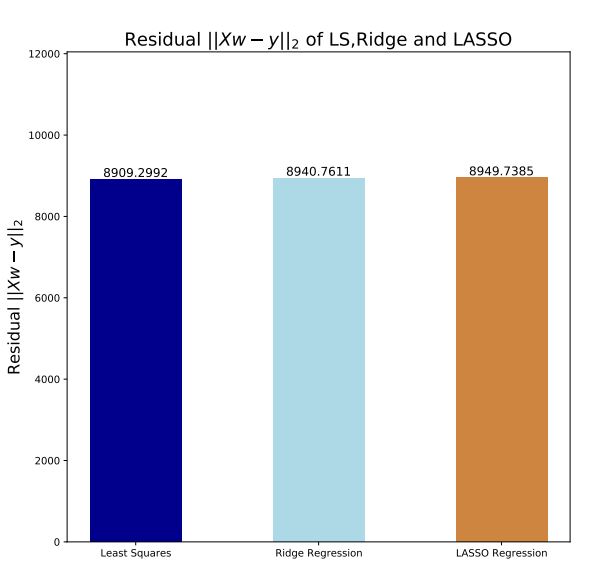 Residual ||Xw − y||₂ of LS,Ridge and LASSO
Residual ||Xw − y||₂
12000
10000
8000
6000
4000
2000
0
8909.2992
8940.7611
8949.7385
Least Squares
Ridge Regression
LASSO Regression